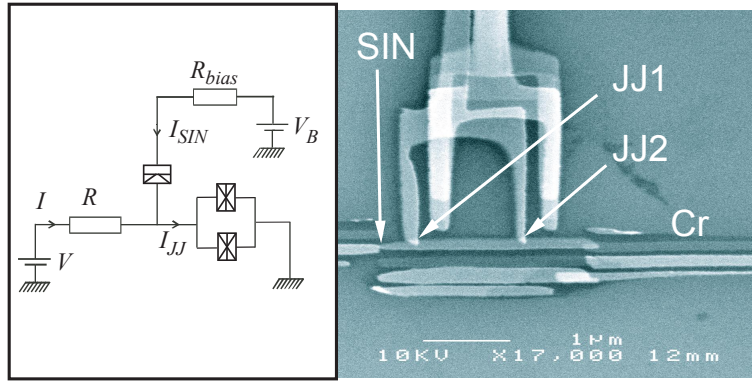 R_bias
I_SIN
V_B
I
R
I_JJ
V
SIN
JJ1
JJ2
Cr
1μm
10KV X17,000 12mm